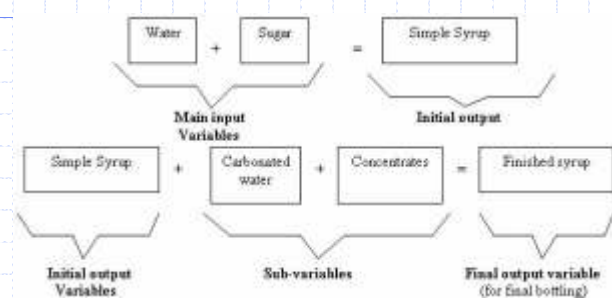 Water + Sugar = Simple Syrup
Main input
Variables
Initial output
Simple Syrup + Carbonated
water + Concentrates = Finished syrup
Initial output
Variables
Sub-variables
Final output variable
(for final bottling)